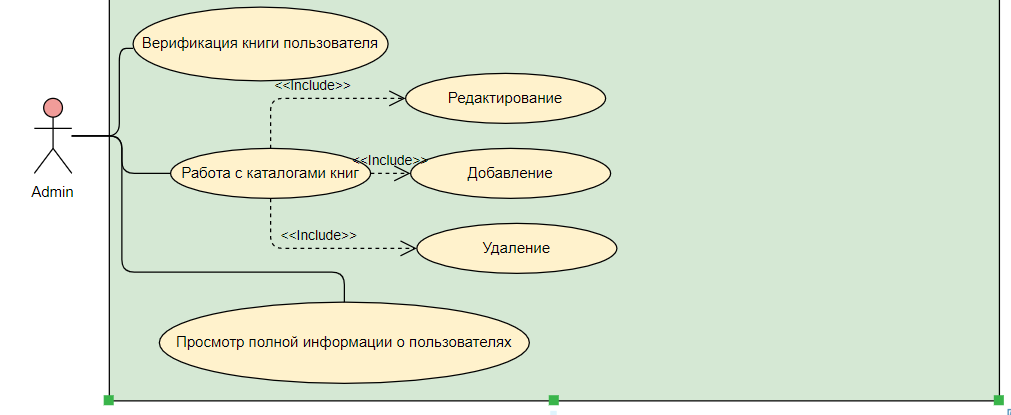 Верификация книги пользователя
<<Include>>
Редактирование
Работа с каталогами книг
<<Include>>
Добавление
Admin
<<Include>>
Удаление
Просмотр полной информации о пользователях